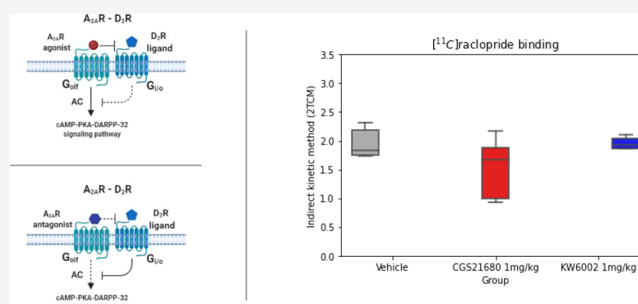 A₂AR - D₂R
A₂AR
agonist
D₂R
ligand
Golf
Gi/o
AC
cAMP-PKA-DARPP-32
signaling pathway
A₂AR - D₂R
A₂AR
antagonist
D₂R
ligand
Golf
Gi/o
AC
cAMP-PKA-DARPP-32
[¹¹C]raclopride binding
Indirect kinetic method (2TCM)
3.5
3.0
2.5
2.0
1.5
1.0
0.5
0.0
Vehicle
CGS21680 1mg/kg
KW6002 1mg/kg
Group